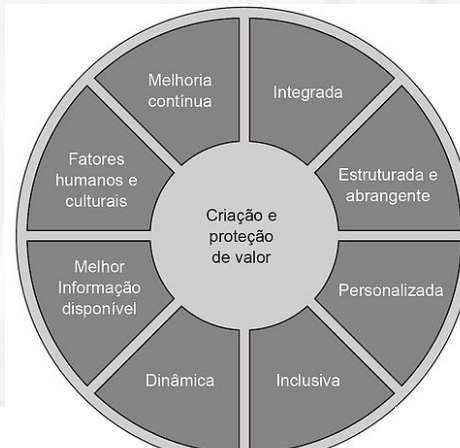 Melhoria
contínua
Integrada
Estruturada e
abrangente
Personalizada
Inclusiva
Dinâmica
Melhor
Informação
disponível
Fatores
humanos e
culturais
Criação e
proteção
de valor